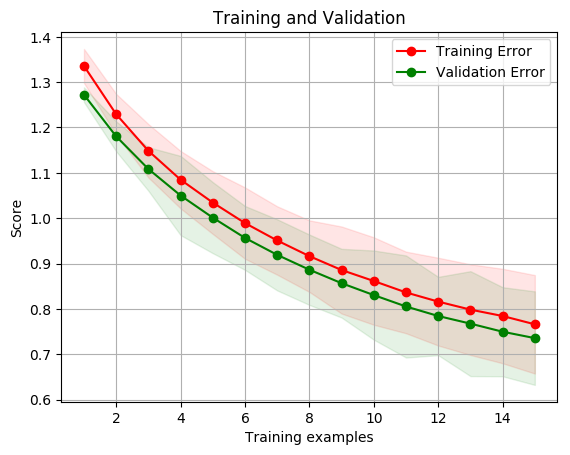 Training and Validation
Training Error
Validation Error
Score
1.4
1.3
1.2
1.1
1.0
0.9
0.8
0.7
0.6
2 4 6 8 10 12 14
Training examples